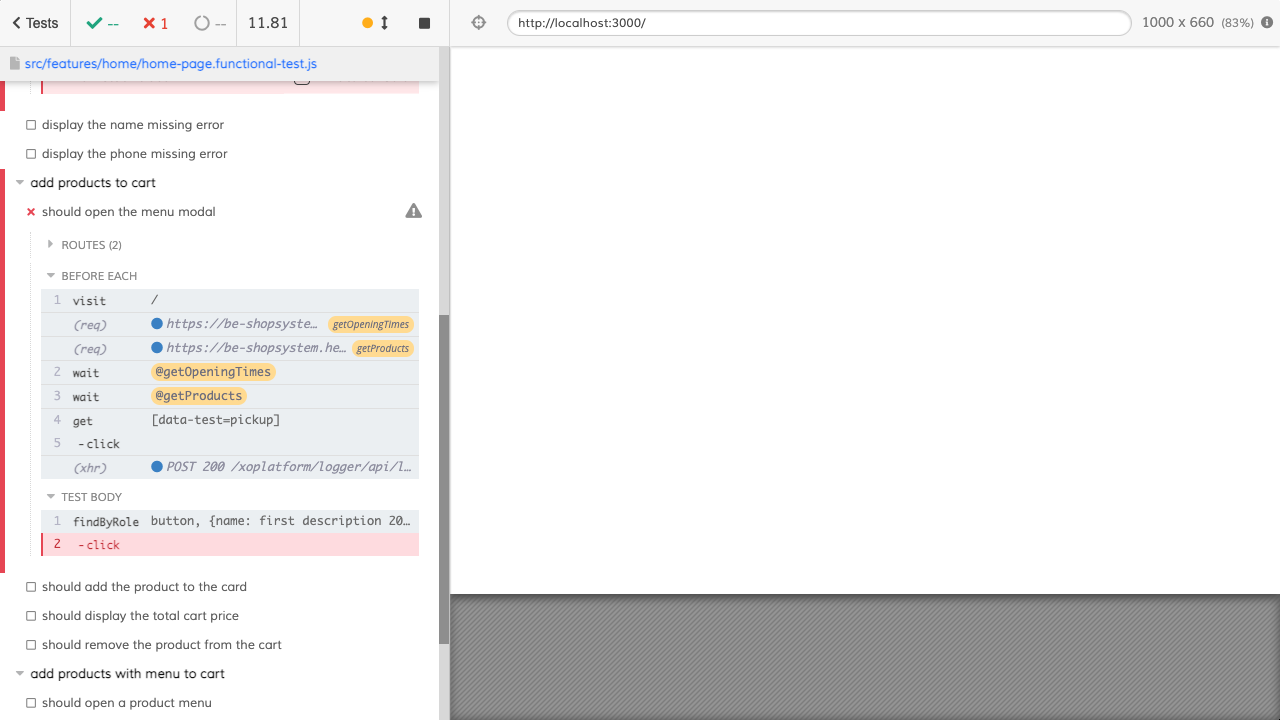 Tests -- 1 -- 11.81 http://localhost:3000/ 1000 x 660 (83%)
src/features/home/home-page.functional-test.js
display the name missing error
display the phone missing error
add products to cart
should open the menu modal
ROUTES (2)
BEFORE EACH
1 visit /
(req) https://be-shopsyste… getOpeningTimes
(req) https://be-shopsystem.he… getProducts
2 wait @getOpeningTimes
3 wait @getProducts
4 get [data-test=pickup]
5 -click
(xhr) POST 200 /xoplatform/logger/api/l…
TEST BODY
1 findByRole button, {name: first description 20…
2 -click
should add the product to the card
should display the total cart price
should remove the product from the cart
add products with menu to cart
should open a product menu